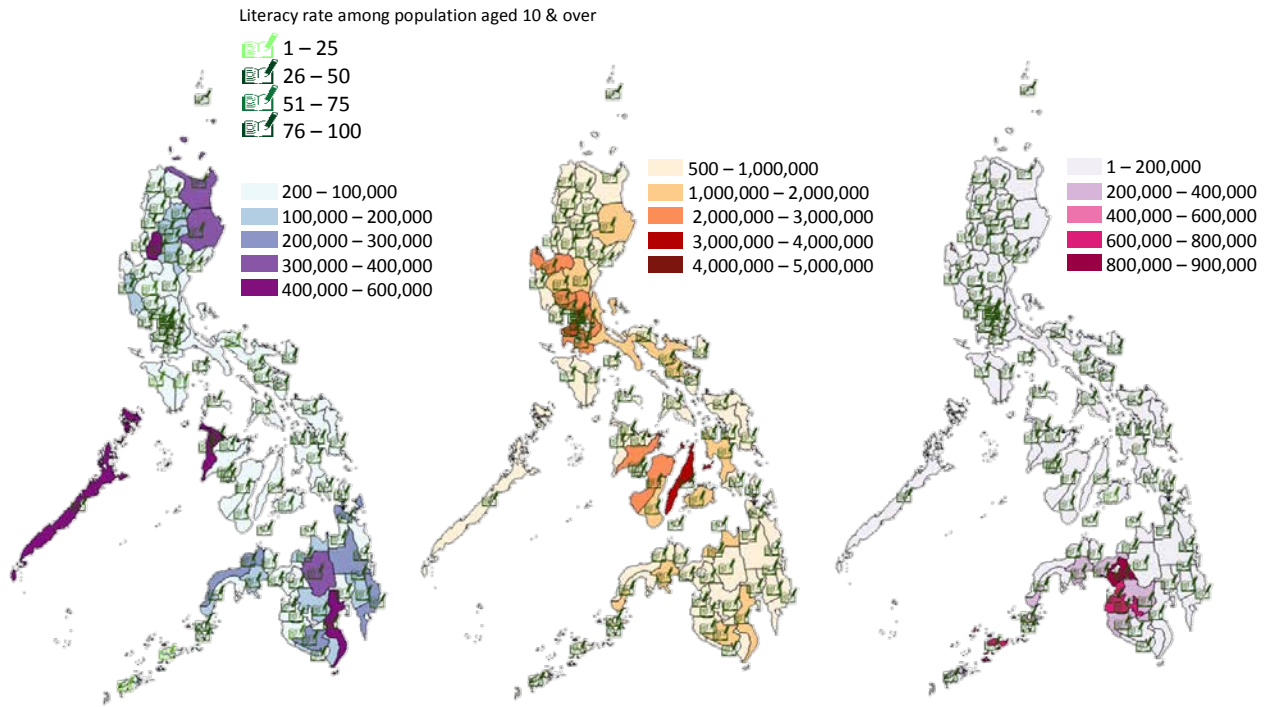 Literacy rate among population aged 10 & over
1 – 25
26 – 50
51 – 75
76 – 100
200 – 100,000
100,000 – 200,000
200,000 – 300,000
300,000 – 400,000
400,000 – 600,000
500 – 1,000,000
1,000,000 – 2,000,000
2,000,000 – 3,000,000
3,000,000 – 4,000,000
4,000,000 – 5,000,000
1 – 200,000
200,000 – 400,000
400,000 – 600,000
600,000 – 800,000
800,000 – 900,000